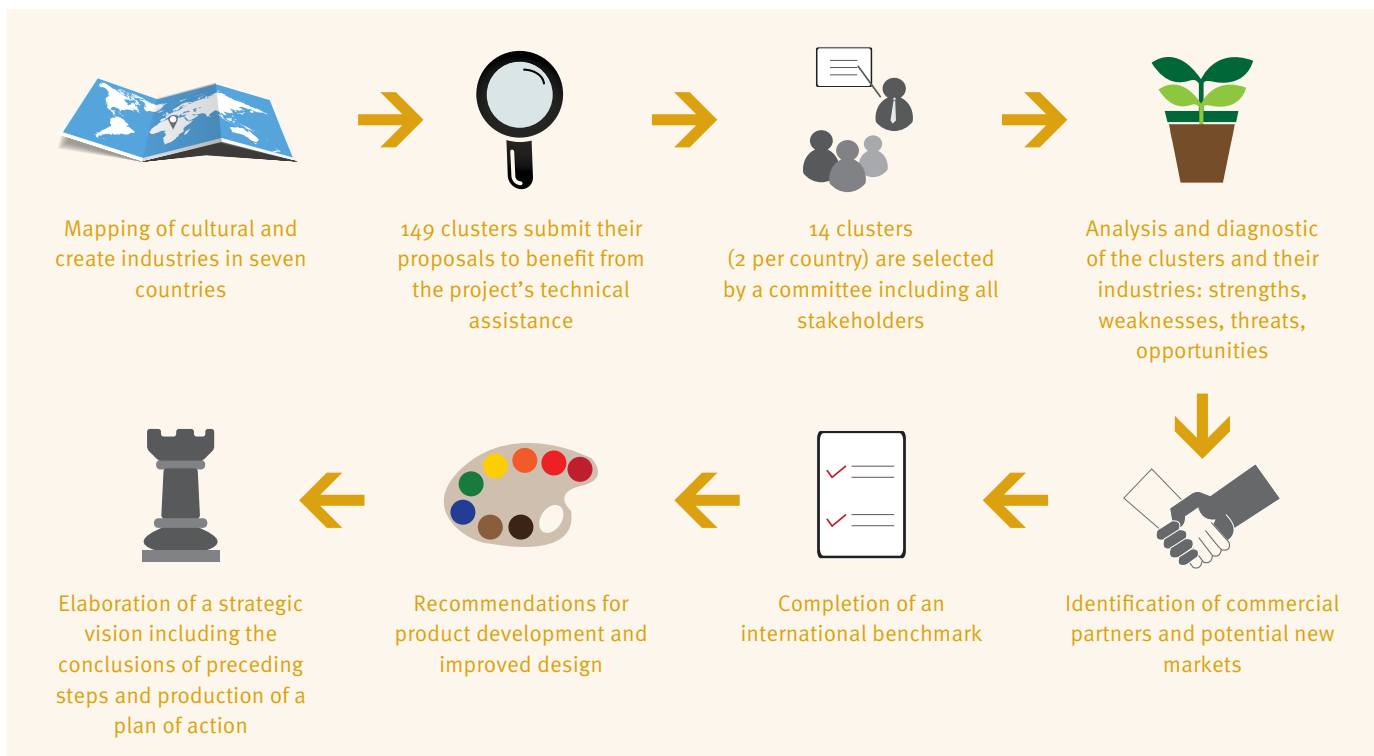 Mapping of cultural and
create industries in seven
countries
149 clusters submit their
proposals to benefit from
the project's technical
assistance
14 clusters
(2 per country) are selected
by a committee including all
stakeholders
Analysis and diagnostic
of the clusters and their
industries: strengths,
weaknesses, threats,
opportunities
Identification of commercial
partners and potential new
markets
Completion of an
international benchmark
Recommendations for
product development and
improved design
Elaboration of a strategic
vision including the
conclusions of preceding
steps and production of a
plan of action